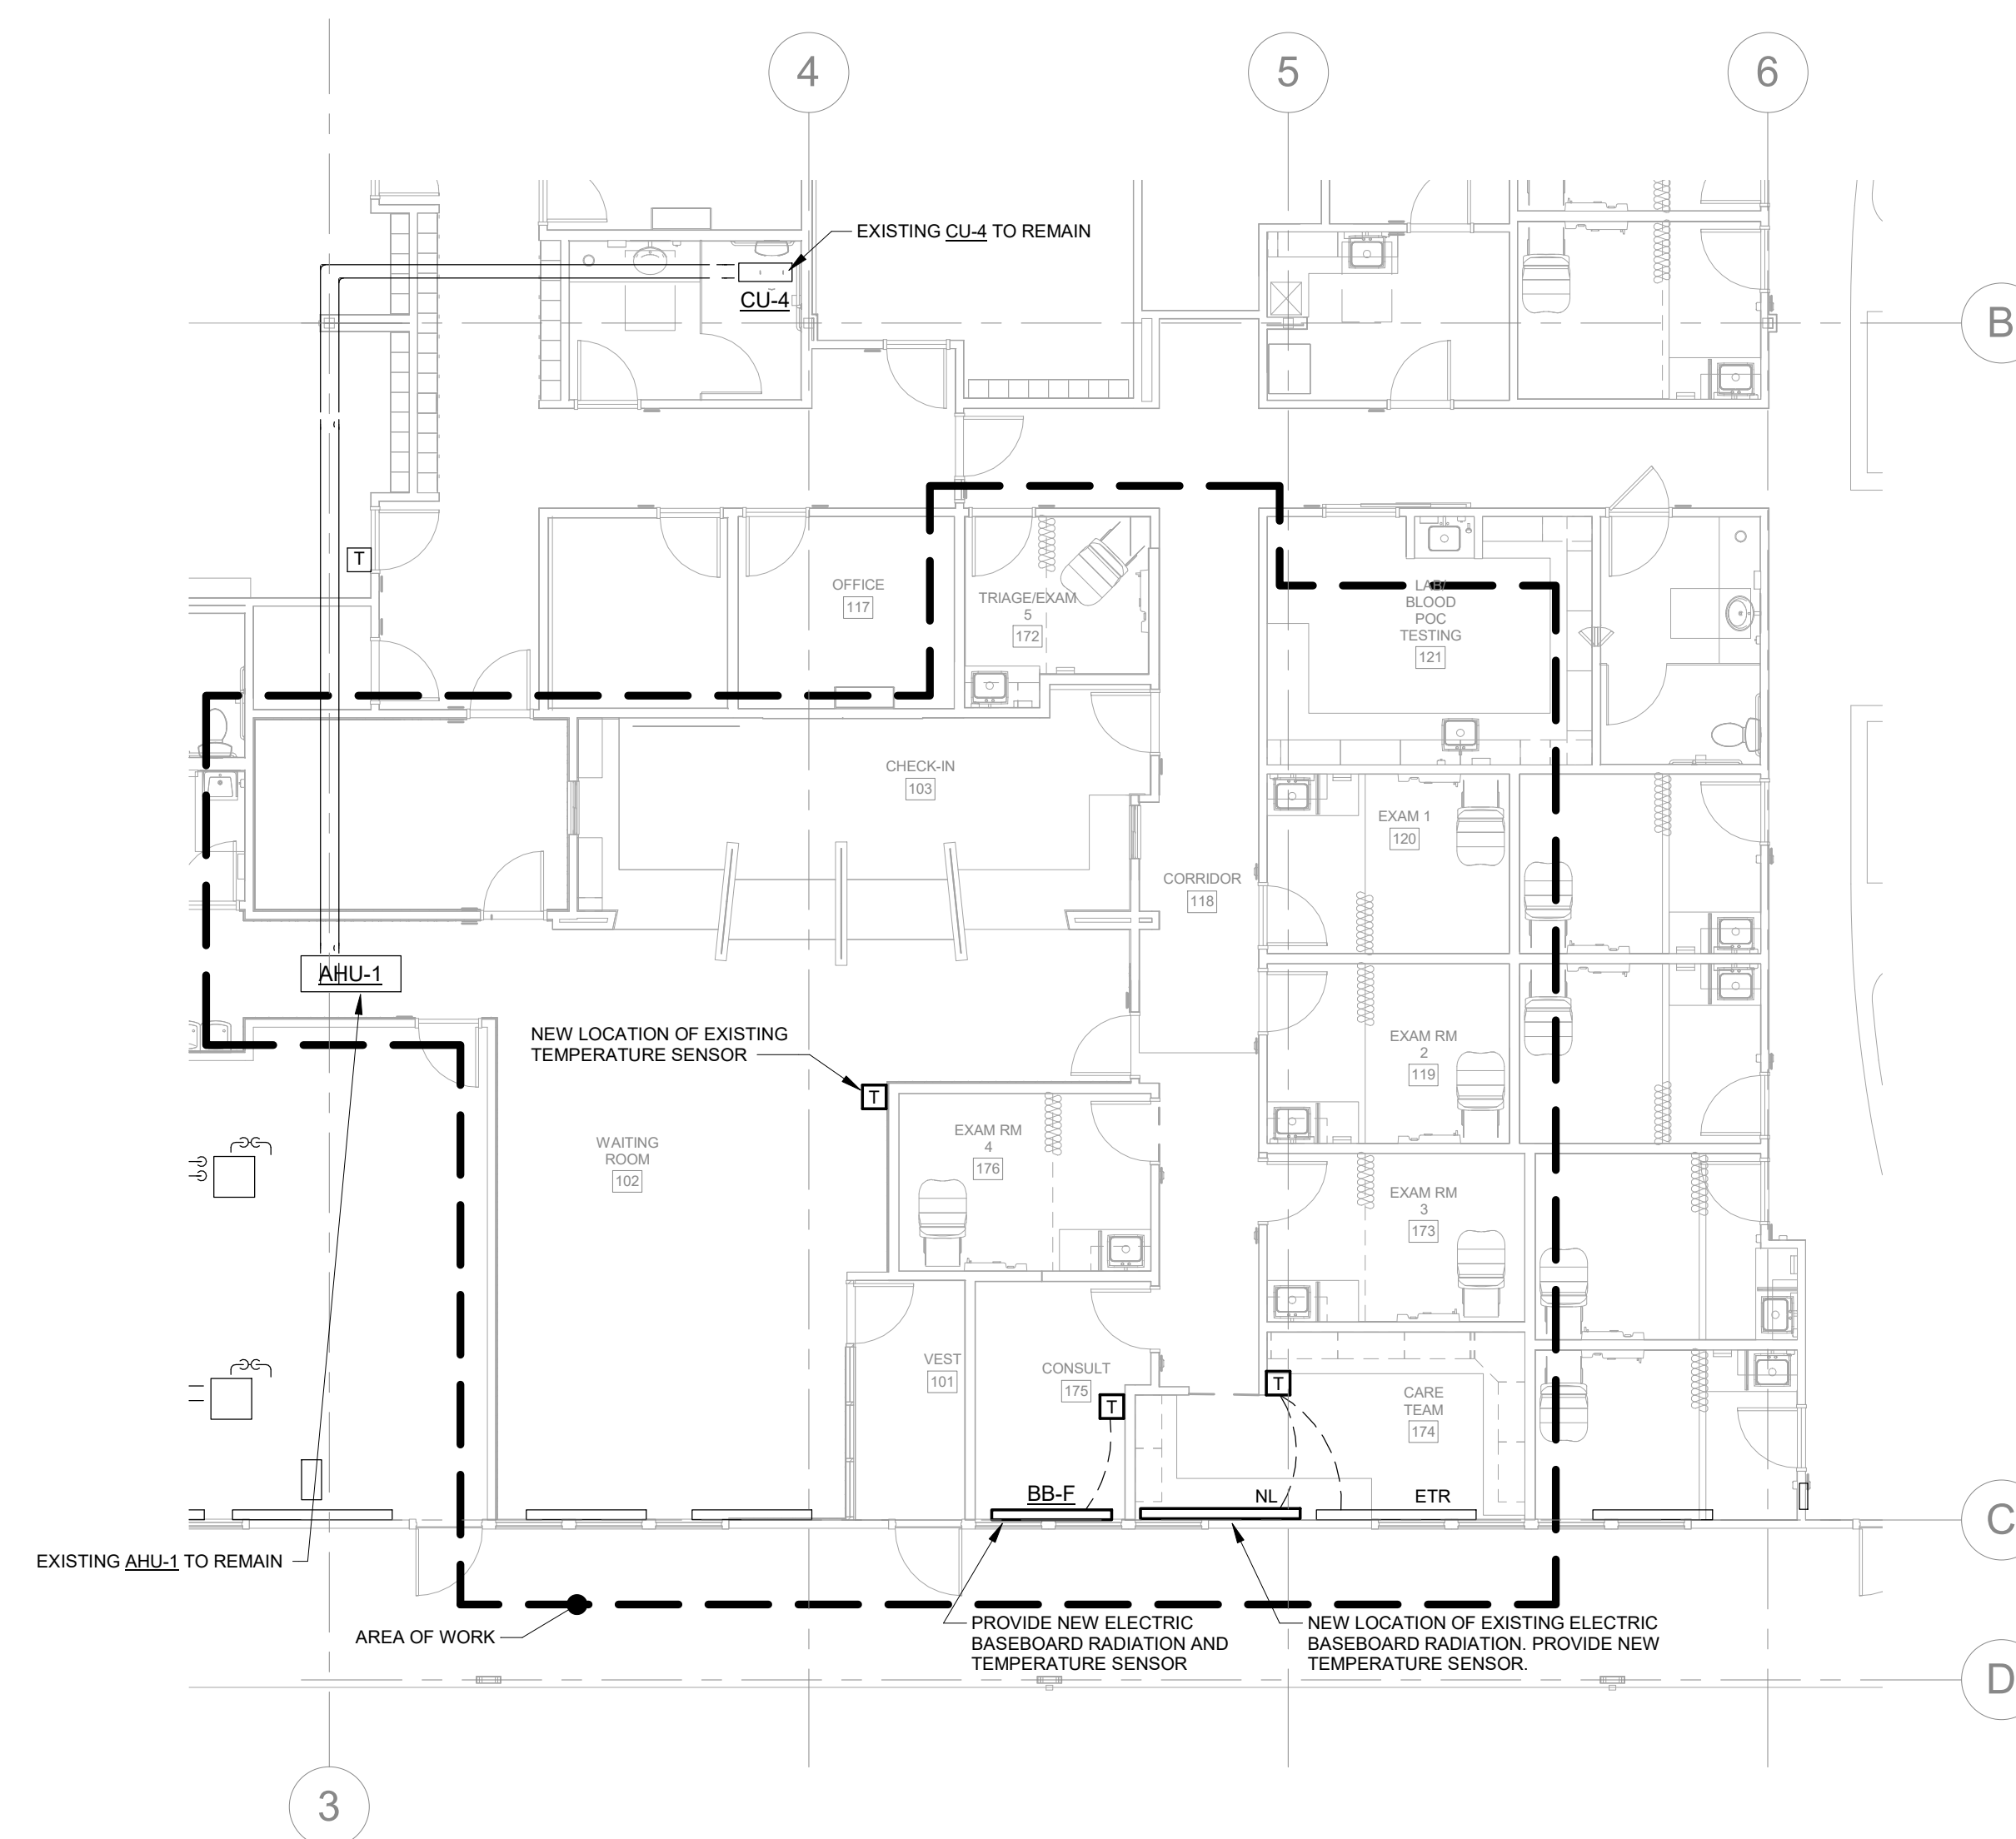 4
5
6
EXISTING CU-4 TO REMAIN
CU-4
B
T
OFFICE
117
TRIAGE/EXAM
5
172
LAB/
BLOOD
POC
TESTING
121
CHECK-IN
103
EXAM 1
120
CORRIDOR
118
AHU-1
NEW LOCATION OF EXISTING
TEMPERATURE SENSOR
T
EXAM RM
2
119
WAITING
ROOM
102
EXAM RM
4
176
EXAM RM
3
173
VEST
101
CONSULT
175
T
T
CARE
TEAM
174
BB-F
NL
ETR
C
EXISTING AHU-1 TO REMAIN
AREA OF WORK
PROVIDE NEW ELECTRIC
BASEBOARD RADIATION AND
TEMPERATURE SENSOR
NEW LOCATION OF EXISTING ELECTRIC
BASEBOARD RADIATION. PROVIDE NEW
TEMPERATURE SENSOR.
D
3